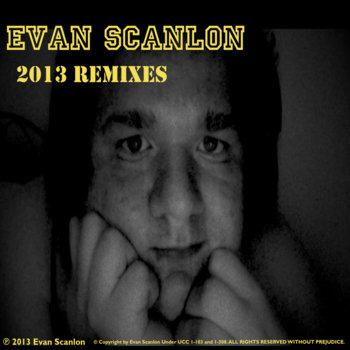 EVAN SCANLON
2013 REMIXES
℗ 2013 Evan Scanlon © Copyright by Evan Scanlon Under UCC 1-103 and 1-308. ALL RIGHTS RESERVED WITHOUT PREJUDICE.